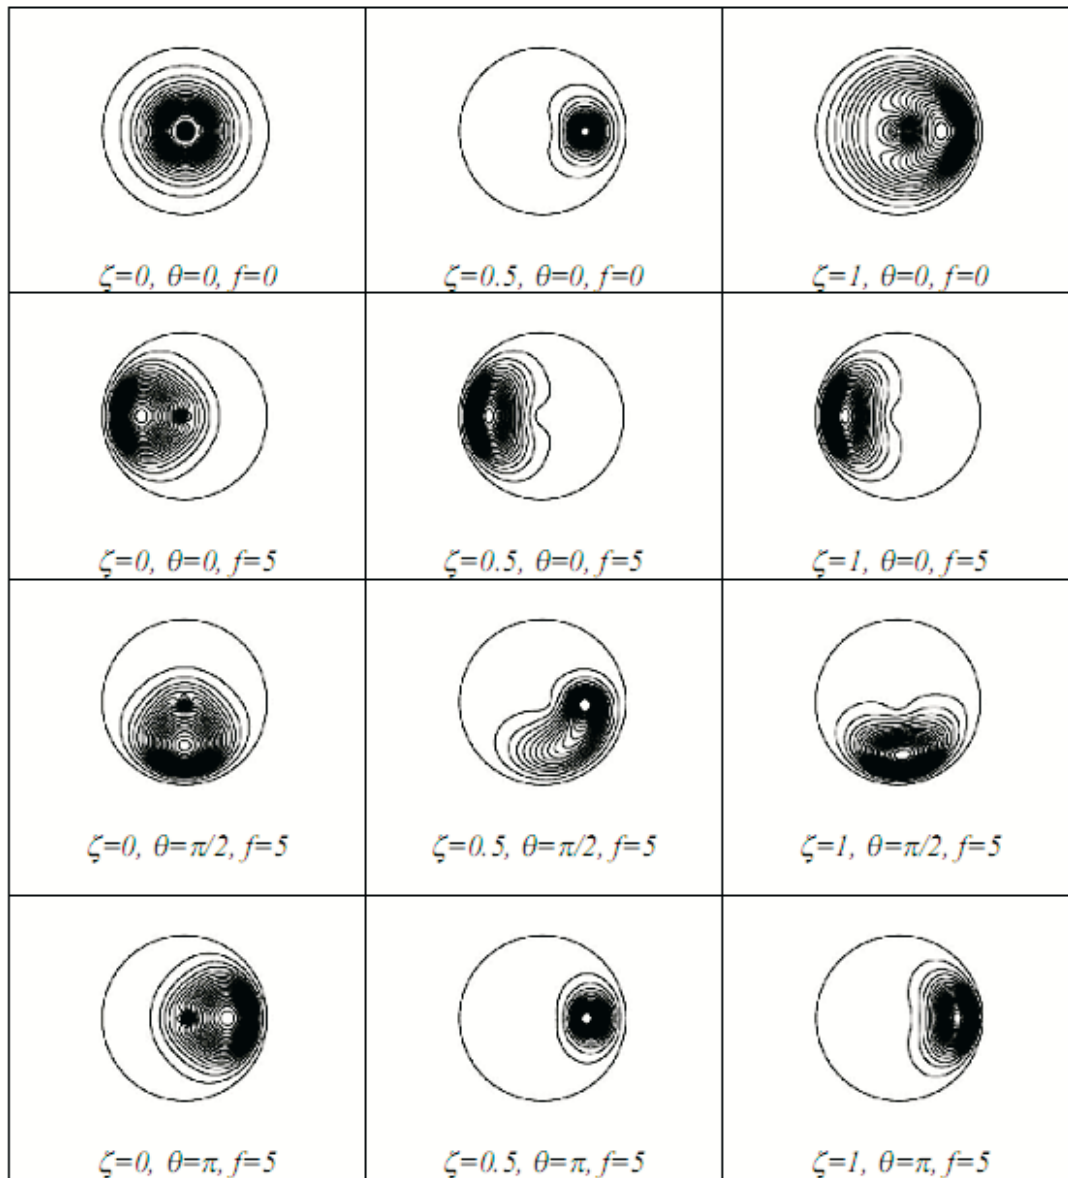 ζ=0, θ=0, f=0
ζ=0.5, θ=0, f=0
ζ=1, θ=0, f=0
ζ=0, θ=0, f=5
ζ=0.5, θ=0, f=5
ζ=1, θ=0, f=5
ζ=0, θ=π/2, f=5
ζ=0.5, θ=π/2, f=5
ζ=1, θ=π/2, f=5
ζ=0, θ=π, f=5
ζ=0.5, θ=π, f=5
ζ=1, θ=π, f=5